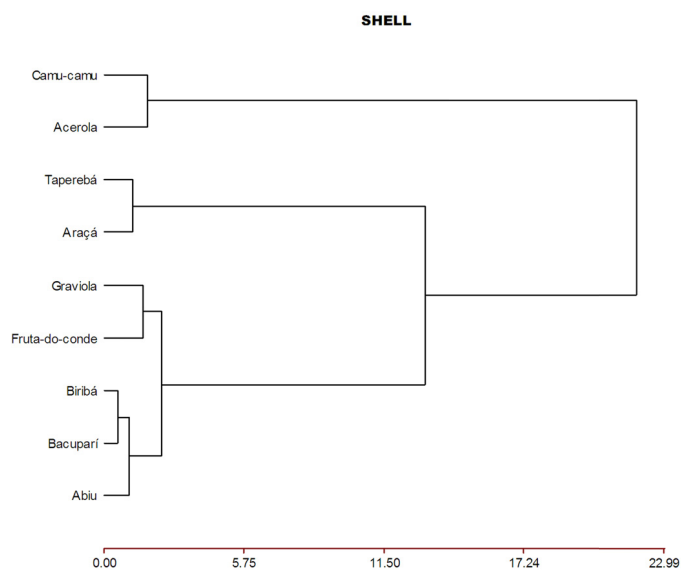 SHELL
Camu-camu
Acerola
Taperebá
Araçá
Graviola
Fruta-do-conde
Biribá
Bacuparí
Abiu
0.00 5.75 11.50 17.24 22.99